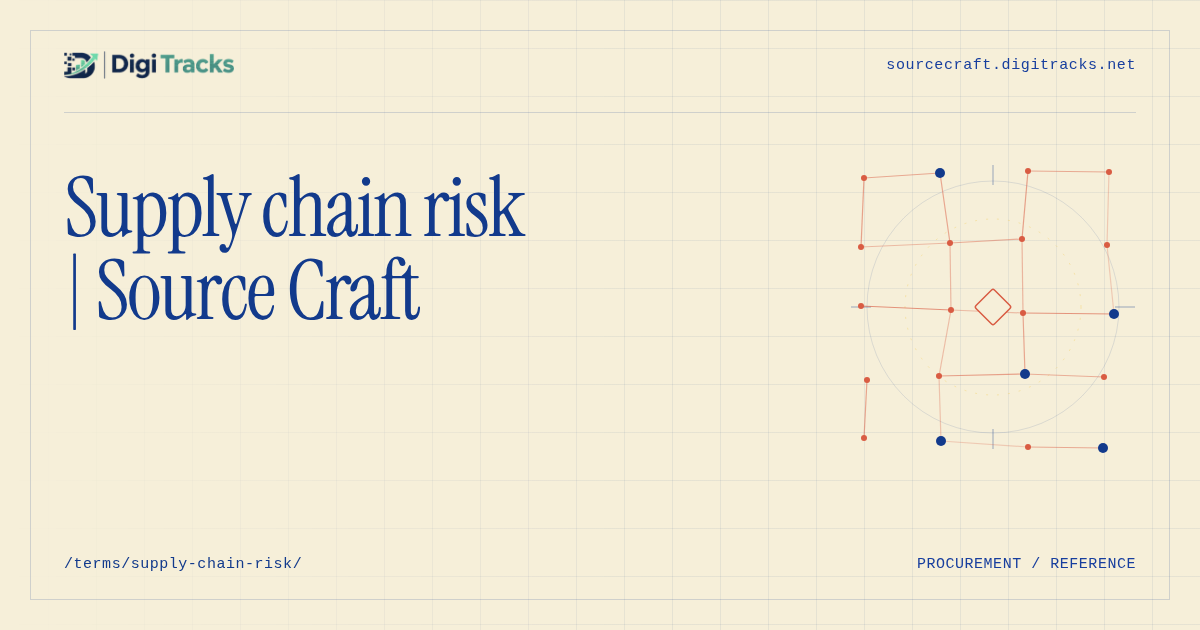 Digi Tracks
sourcecraft.digitracks.net
Supply chain risk
| Source Craft
/terms/supply-chain-risk/
PROCUREMENT / REFERENCE